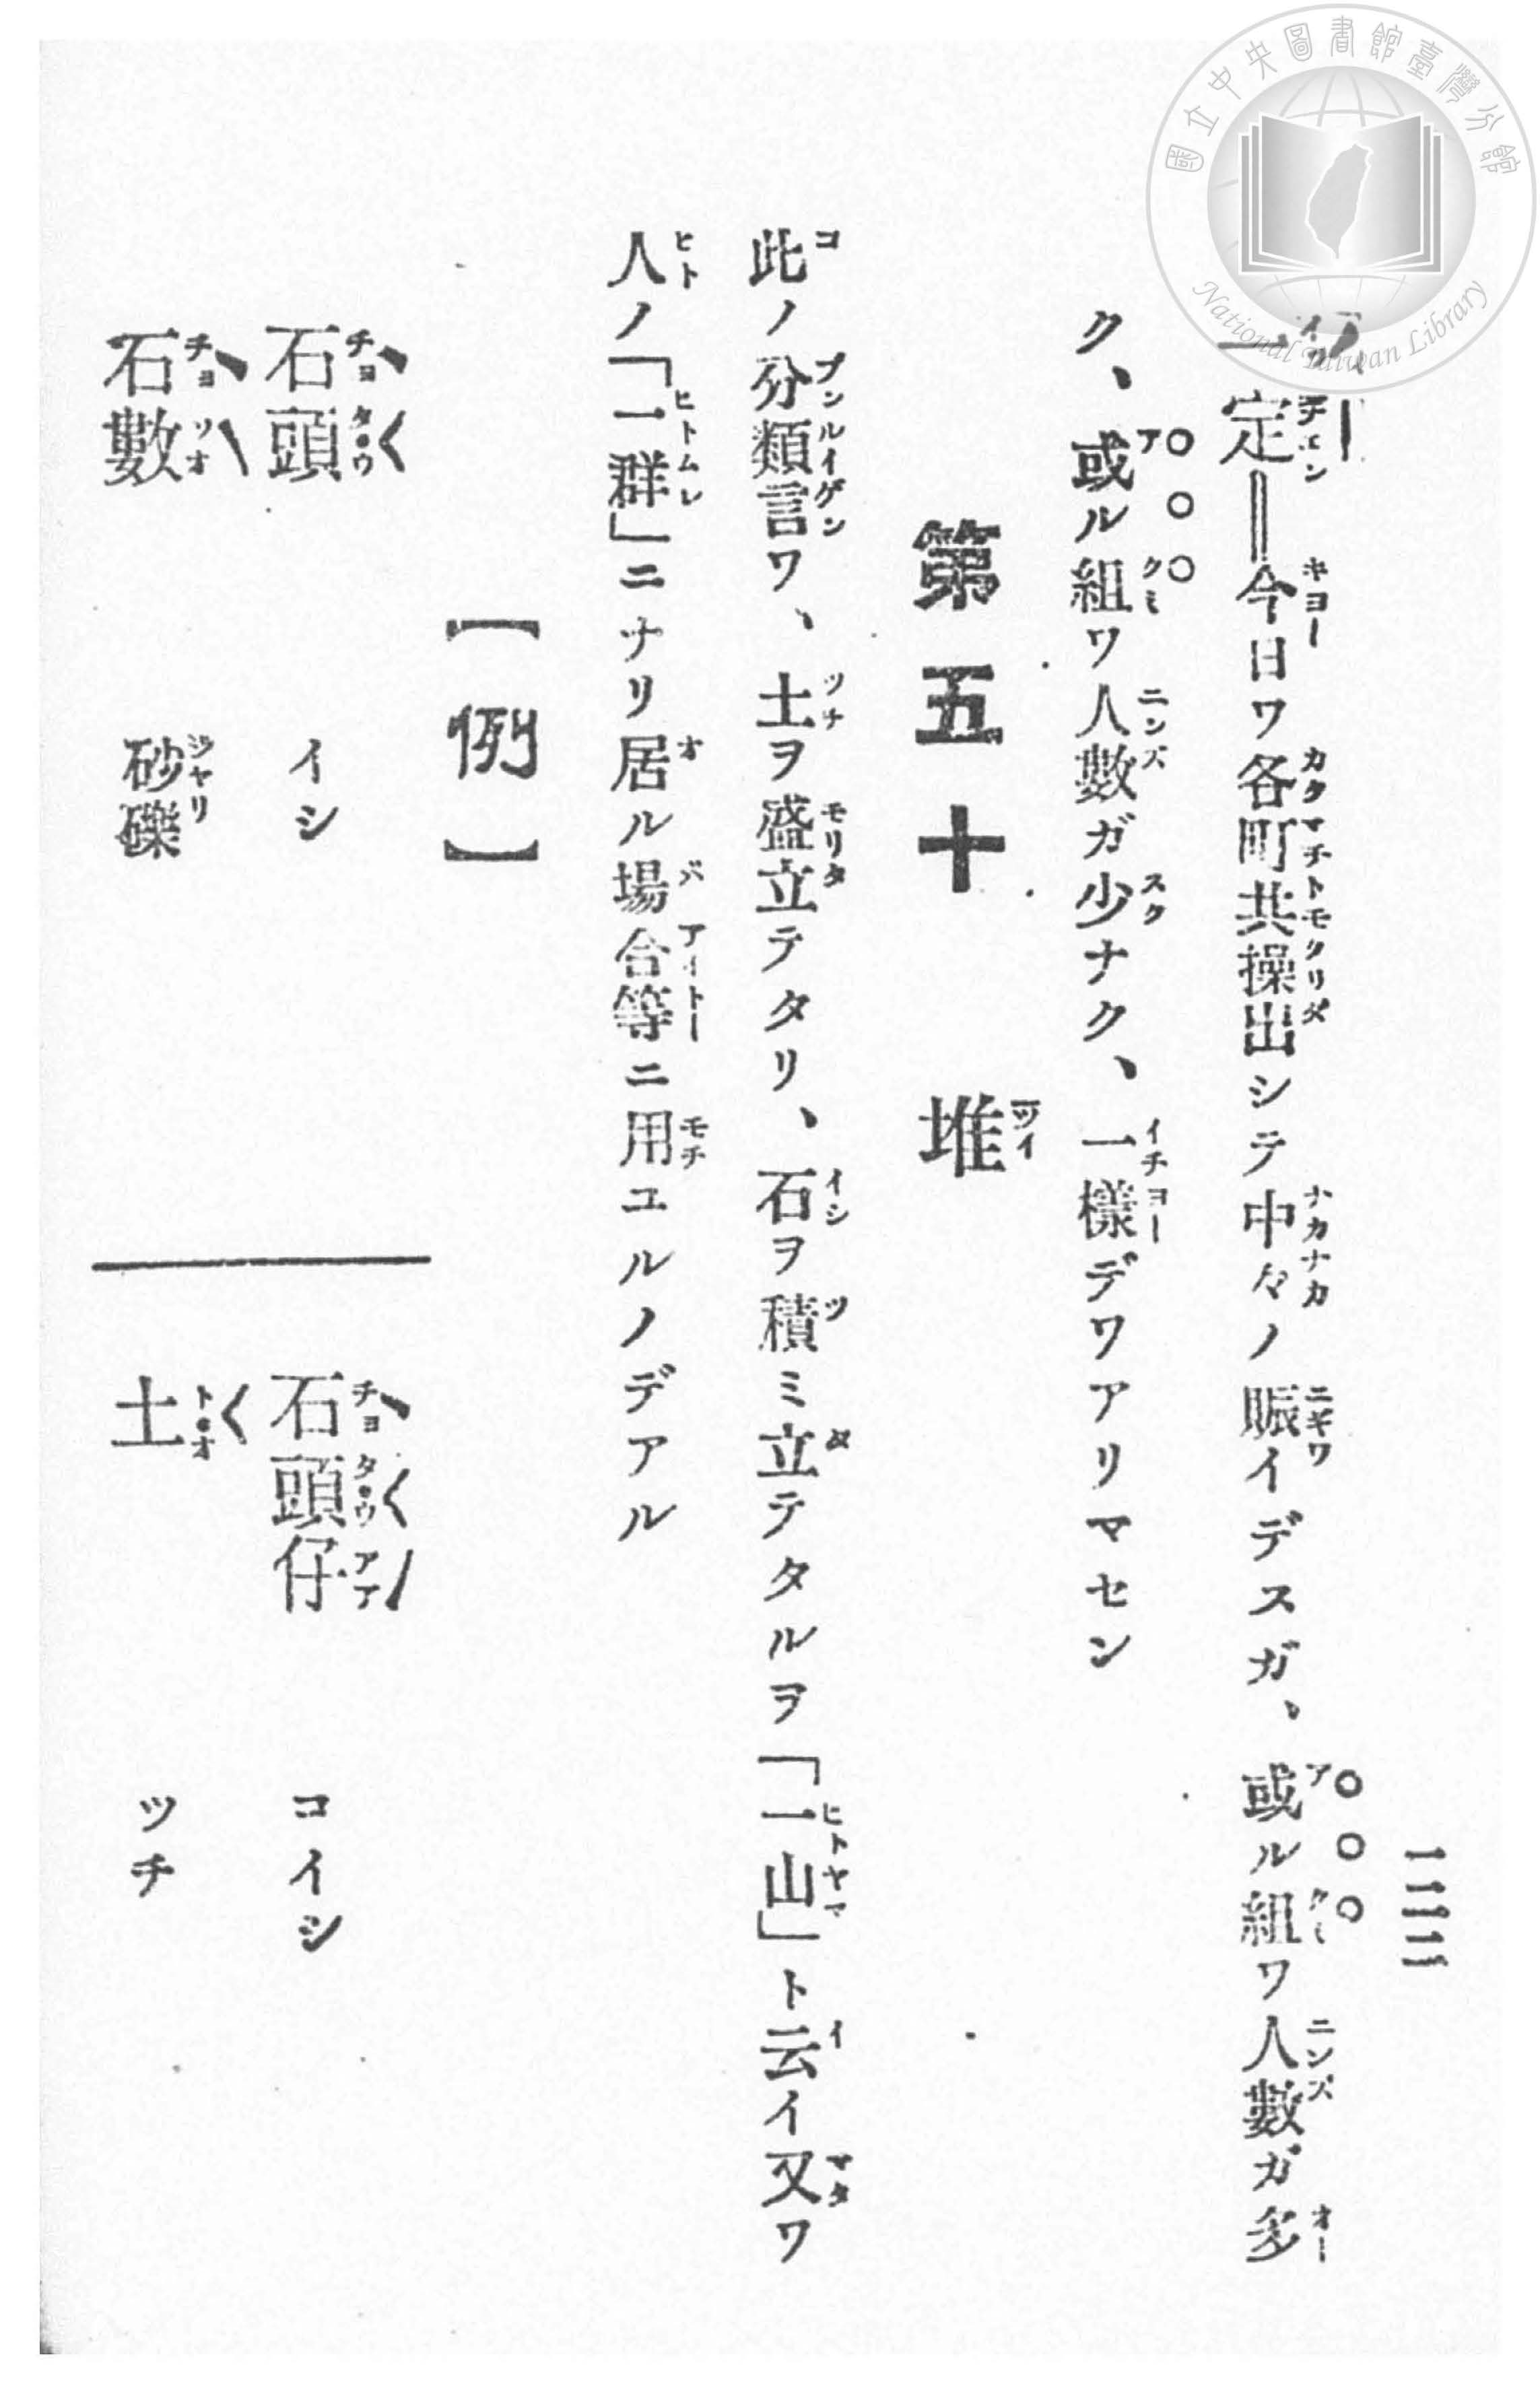 一三二
一定＝今日ワ各町共操出シテ中々ノ賑イデスガ、或ル組ワ人數ガ多
ク、或ル組ワ人數ガ少ナク、一樣デワアリマセン
第五十 堆
此ノ分類言ワ、土ヲ盛立テタリ、石ヲ積ミ立テタルヲ「一山」ト云イ又ワ
人ノ「一群」ニナリ居ル場合等ニ用ユルノデアル
【例】
石頭 イシ
石數 砂礫
石頭仔 コイシ
土 ツチ
國立中央圖書館臺灣分館
National Taiwan Library